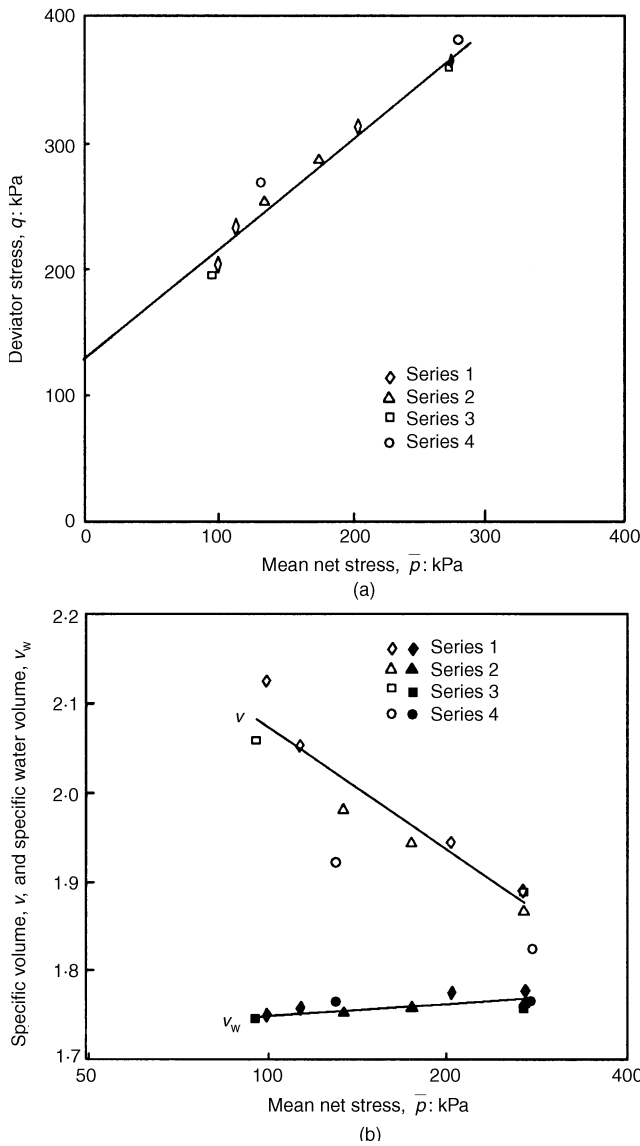 400
300
200
100
0
Deviator stress, q: kPa
Series 1
Series 2
Series 3
Series 4
0 100 200 300 400
Mean net stress, p̅: kPa
(a)
2·2
2·1
2·0
1·9
1·8
1·7
Specific volume, v, and specific water volume, vw
Series 1
Series 2
Series 3
Series 4
v
vw
50 100 200 400
Mean net stress, p̅: kPa
(b)